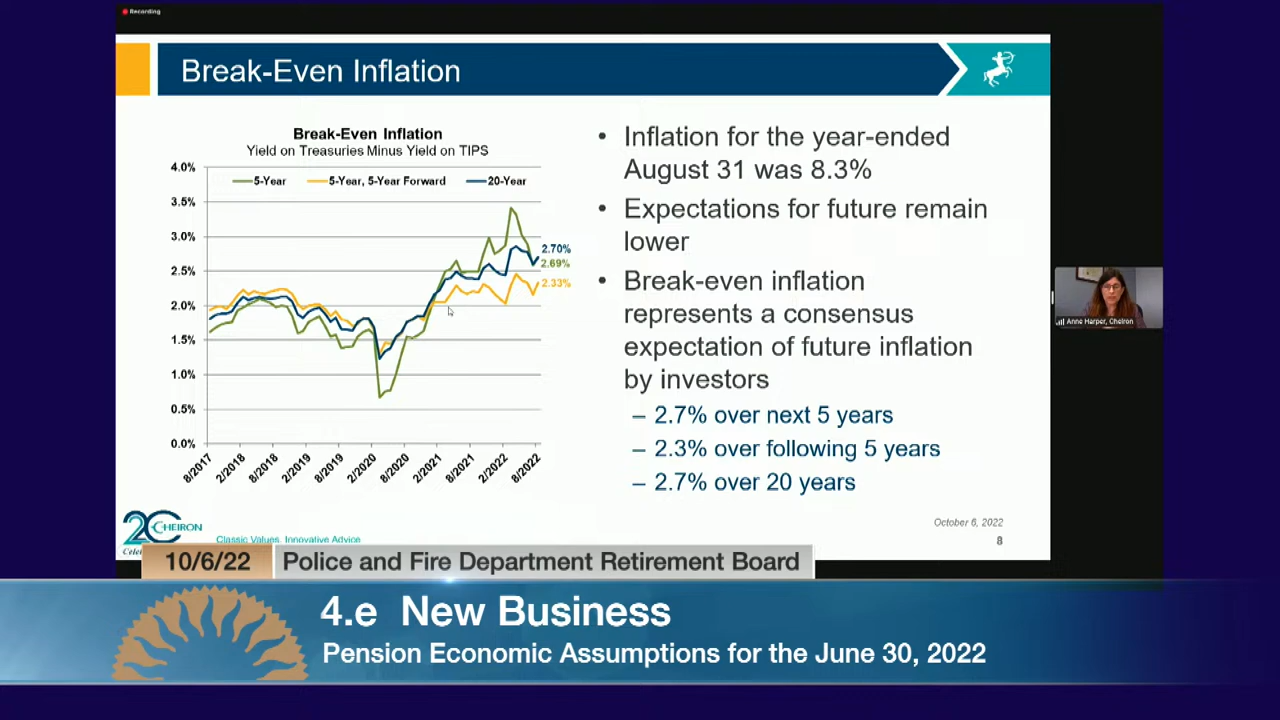 Recording
Break-Even Inflation
Break-Even Inflation
Yield on Treasuries Minus Yield on TIPS
4.0%
5-Year
5-Year, 5-Year Forward
20-Year
3.5%
3.0%
2.5%
2.0%
1.5%
1.0%
0.5%
0.0%
2.70%
2.69%
2.33%
8/2017
2/2018
8/2018
2/2019
8/2019
2/2020
8/2020
2/2021
8/2021
2/2022
8/2022
• Inflation for the year-ended
August 31 was 8.3%
• Expectations for future remain
lower
• Break-even inflation
represents a consensus
expectation of future inflation
by investors
– 2.7% over next 5 years
– 2.3% over following 5 years
– 2.7% over 20 years
Anne Harper, Cheiron
October 6, 2022
8
CHEIRON
Classic Values, Innovative Advice
10/6/22
Police and Fire Department Retirement Board
4.e New Business
Pension Economic Assumptions for the June 30, 2022